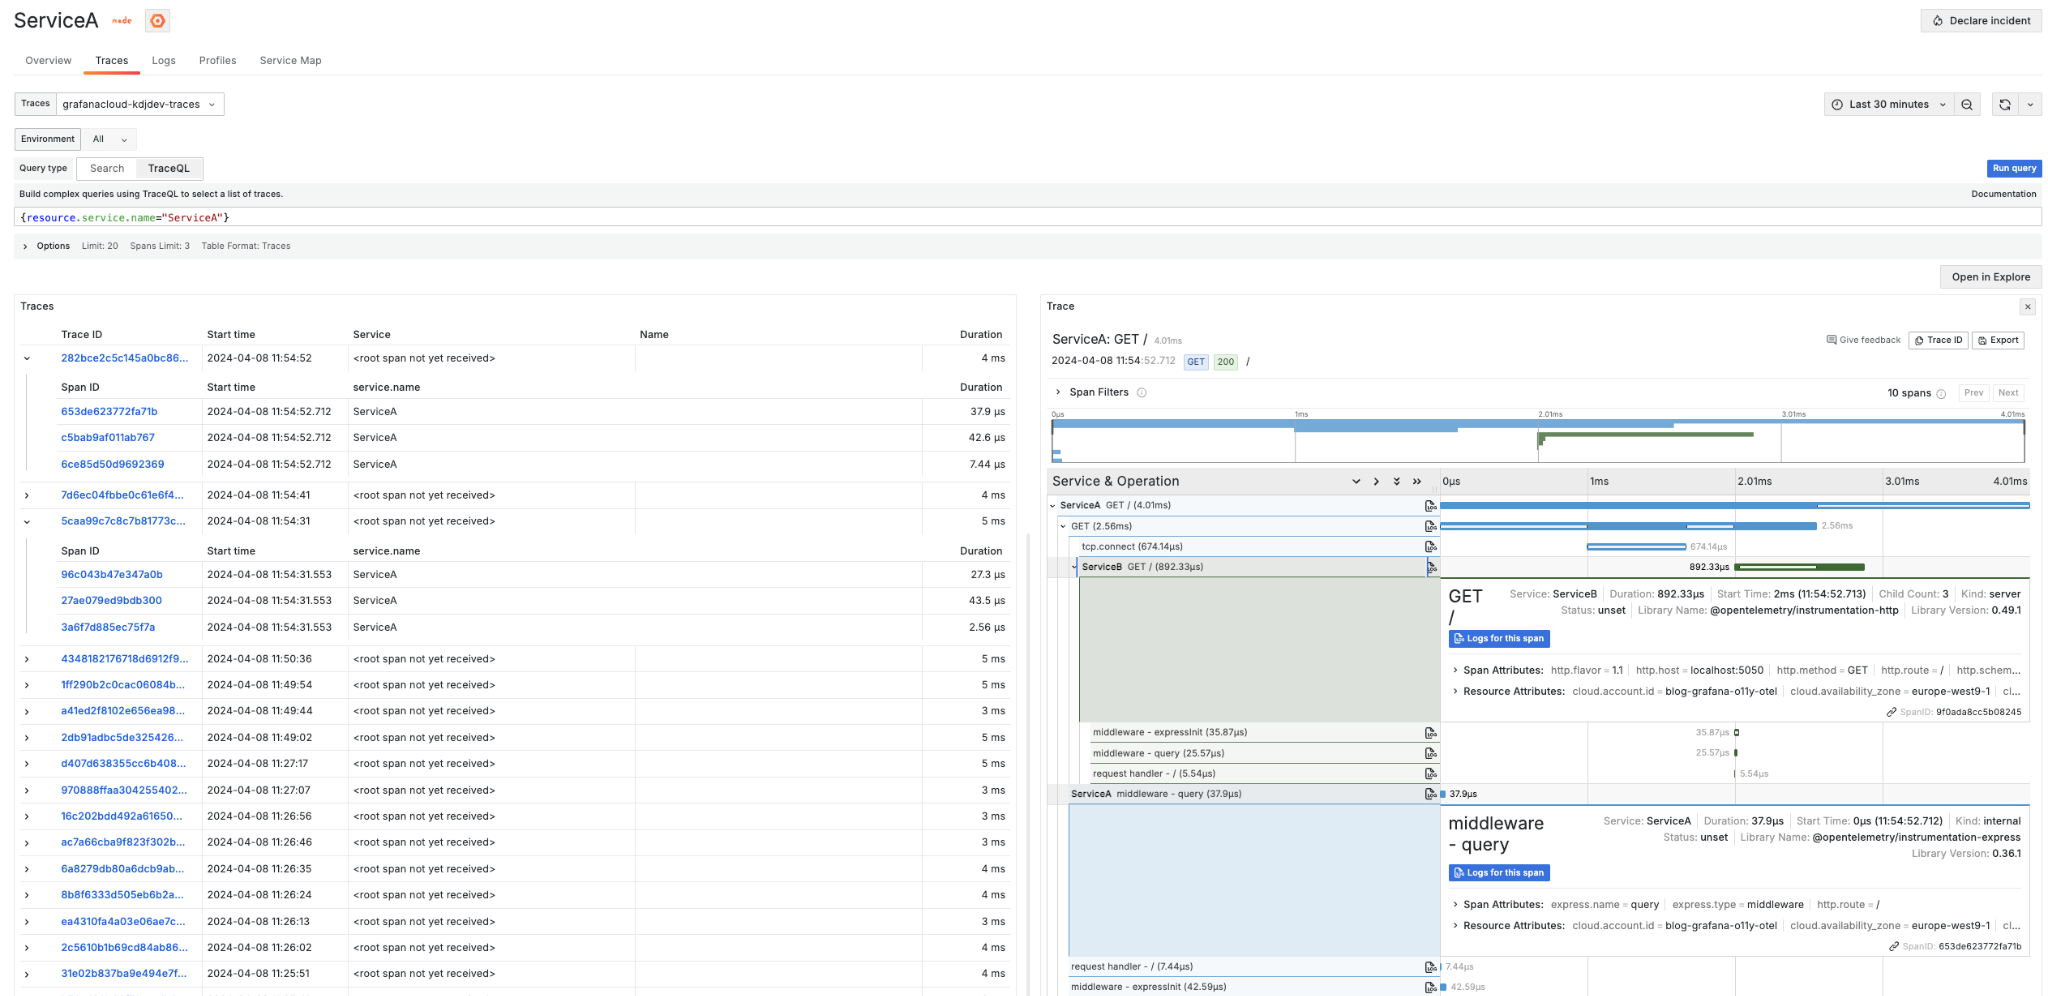 ServiceA node
Declare incident
Overview Traces Logs Profiles Service Map
Traces grafanacloud-kdjdev-traces
Last 30 minutes
Environment All
Query type Search TraceQL
Run query
Build complex queries using TraceQL to select a list of traces.
Documentation
{resource.service.name="ServiceA"}
Options Limit: 20 Spans Limit: 3 Table Format: Traces
Open in Explore
Traces
Trace ID Start time Service Name Duration
282bce2c5c145a0bc86... 2024-04-08 11:54:52 <root span not yet received> 4 ms
Span ID Start time service.name Duration
653de623772fa71b 2024-04-08 11:54:52.712 ServiceA 37.9 µs
c5bab9af011ab767 2024-04-08 11:54:52.712 ServiceA 42.6 µs
6ce85d50d9692369 2024-04-08 11:54:52.712 ServiceA 7.44 µs
7d6ec04fbbe0c61e6f4... 2024-04-08 11:54:41 <root span not yet received> 4 ms
5caa99c7c8c7b81773c... 2024-04-08 11:54:31 <root span not yet received> 5 ms
Span ID Start time service.name Duration
96c043b47e347a0b 2024-04-08 11:54:31.553 ServiceA 27.3 µs
27ae079ed9bdb300 2024-04-08 11:54:31.553 ServiceA 43.5 µs
3a6f7d885ec75f7a 2024-04-08 11:54:31.553 ServiceA 2.56 µs
4348182176718d6912f9... 2024-04-08 11:50:36 <root span not yet received> 5 ms
1ff290b2c0cac06084b... 2024-04-08 11:49:54 <root span not yet received> 5 ms
a41ed2f8102e656ea98... 2024-04-08 11:49:44 <root span not yet received> 3 ms
2db91adbc5de325426... 2024-04-08 11:49:02 <root span not yet received> 5 ms
d407d638355cc6b408... 2024-04-08 11:27:17 <root span not yet received> 5 ms
970888ffaa304255402... 2024-04-08 11:27:07 <root span not yet received> 3 ms
16c202bdd492a61650... 2024-04-08 11:26:56 <root span not yet received> 3 ms
ac7a66cba9f823f302b... 2024-04-08 11:26:46 <root span not yet received> 3 ms
6a8279db80a6dcb9ab... 2024-04-08 11:26:35 <root span not yet received> 4 ms
8b8f6333d505eb6b2a... 2024-04-08 11:26:24 <root span not yet received> 4 ms
ea4310fa4a03e06ae7c... 2024-04-08 11:26:13 <root span not yet received> 3 ms
2c5610b1b69cd84ab86... 2024-04-08 11:26:02 <root span not yet received> 4 ms
31e02b837ba9e494e7f... 2024-04-08 11:25:51 <root span not yet received> 4 ms
Trace
ServiceA: GET / 4.01ms
Give feedback Trace ID Export
2024-04-08 11:54:52.712 GET 200 /
Span Filters
10 spans Prev Next
0µs 1ms 2.01ms 3.01ms 4.01ms
Service & Operation 0µs 1ms 2.01ms 3.01ms 4.01ms
ServiceA GET / (4.01ms)
GET (2.56ms) 2.56ms
tcp.connect (674.14µs) 674.14µs
ServiceB GET / (892.33µs) 892.33µs
GET /
Service: ServiceB Duration: 892.33µs Start Time: 2ms (11:54:52.713) Child Count: 3 Kind: server
Status: unset Library Name: @opentelemetry/instrumentation-http Library Version: 0.49.1
Logs for this span
Span Attributes: http.flavor = 1.1 http.host = localhost:5050 http.method = GET http.route = / http.schem...
Resource Attributes: cloud.account.id = blog-grafana-o11y-otel cloud.availability_zone = europe-west9-1 cl...
SpanID: 9f0ada8cc5b08245
middleware - expressInit (35.87µs) 35.87µs
middleware - query (25.57µs) 25.57µs
request handler - / (5.54µs) 5.54µs
ServiceA middleware - query (37.9µs) 37.9µs
middleware
- query
Service: ServiceA Duration: 37.9µs Start Time: 0µs (11:54:52.712) Kind: internal
Status: unset Library Name: @opentelemetry/instrumentation-express
Library Version: 0.36.1
Logs for this span
Span Attributes: express.name = query express.type = middleware http.route = /
Resource Attributes: cloud.account.id = blog-grafana-o11y-otel cloud.availability_zone = europe-west9-1 cl...
SpanID: 653de623772fa71b
request handler - / (7.44µs) 7.44µs
middleware - expressInit (42.59µs) 42.59µs